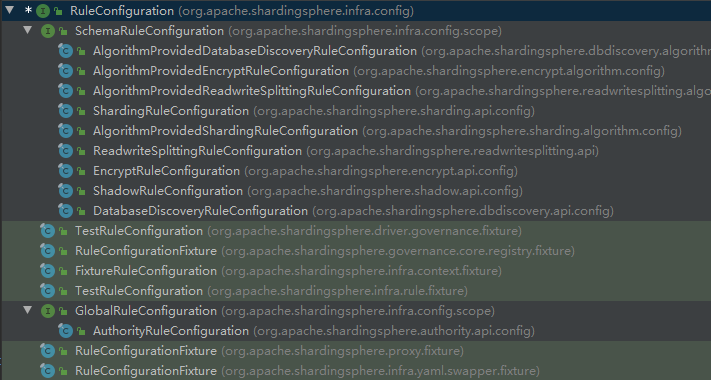 * RuleConfiguration (org.apache.shardingsphere.infra.config)
SchemaRuleConfiguration (org.apache.shardingsphere.infra.config.scope)
AlgorithmProvidedDatabaseDiscoveryRuleConfiguration (org.apache.shardingsphere.dbdiscovery.algorithm
AlgorithmProvidedEncryptRuleConfiguration (org.apache.shardingsphere.encrypt.algorithm.config)
AlgorithmProvidedReadwriteSplittingRuleConfiguration (org.apache.shardingsphere.readwritesplitting.algo
ShardingRuleConfiguration (org.apache.shardingsphere.sharding.api.config)
AlgorithmProvidedShardingRuleConfiguration (org.apache.shardingsphere.sharding.algorithm.config)
ReadwriteSplittingRuleConfiguration (org.apache.shardingsphere.readwritesplitting.api)
EncryptRuleConfiguration (org.apache.shardingsphere.encrypt.api.config)
ShadowRuleConfiguration (org.apache.shardingsphere.shadow.api.config)
DatabaseDiscoveryRuleConfiguration (org.apache.shardingsphere.dbdiscovery.api.config)
TestRuleConfiguration (org.apache.shardingsphere.driver.governance.fixture)
RuleConfigurationFixture (org.apache.shardingsphere.governance.core.registry.fixture)
FixtureRuleConfiguration (org.apache.shardingsphere.infra.context.fixture)
TestRuleConfiguration (org.apache.shardingsphere.infra.rule.fixture)
GlobalRuleConfiguration (org.apache.shardingsphere.infra.config.scope)
AuthorityRuleConfiguration (org.apache.shardingsphere.authority.api.config)
RuleConfigurationFixture (org.apache.shardingsphere.proxy.fixture)
RuleConfigurationFixture (org.apache.shardingsphere.infra.yaml.swapper.fixture)